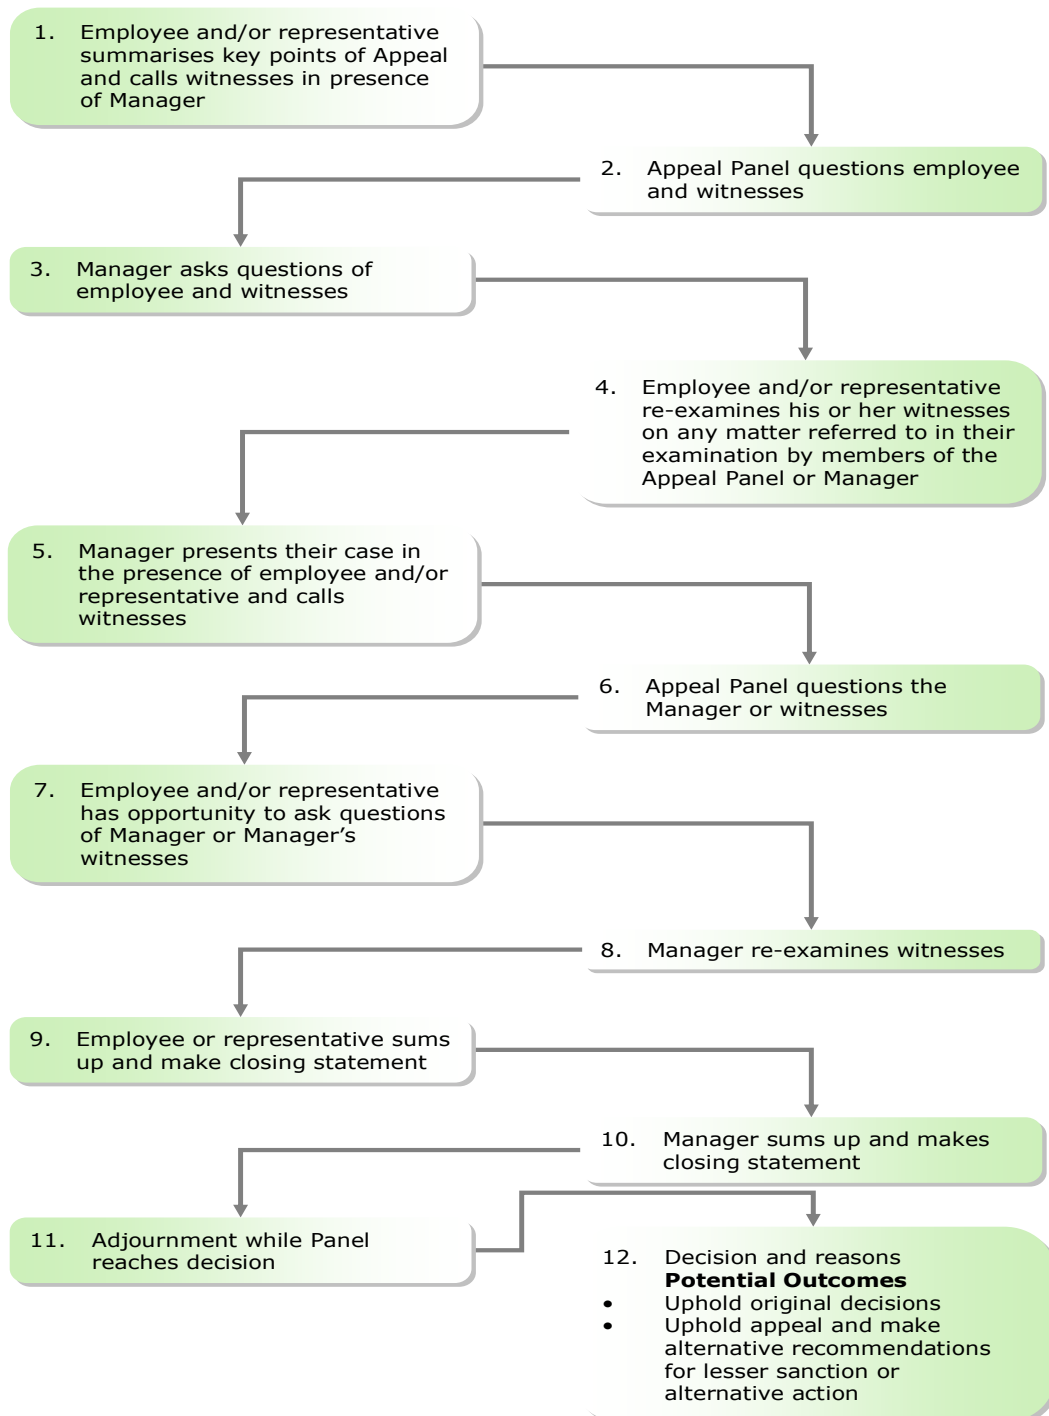 1. Employee and/or representative
summarises key points of Appeal
and calls witnesses in presence
of Manager
2. Appeal Panel questions employee
and witnesses
3. Manager asks questions of
employee and witnesses
4. Employee and/or representative
re-examines his or her witnesses
on any matter referred to in their
examination by members of the
Appeal Panel or Manager
5. Manager presents their case in
the presence of employee and/or
representative and calls
witnesses
6. Appeal Panel questions the
Manager or witnesses
7. Employee and/or representative
has opportunity to ask questions
of Manager or Manager’s
witnesses
8. Manager re-examines witnesses
9. Employee or representative sums
up and make closing statement
10. Manager sums up and makes
closing statement
11. Adjournment while Panel
reaches decision
12. Decision and reasons
Potential Outcomes
• Uphold original decisions
• Uphold appeal and make
alternative recommendations
for lesser sanction or
alternative action